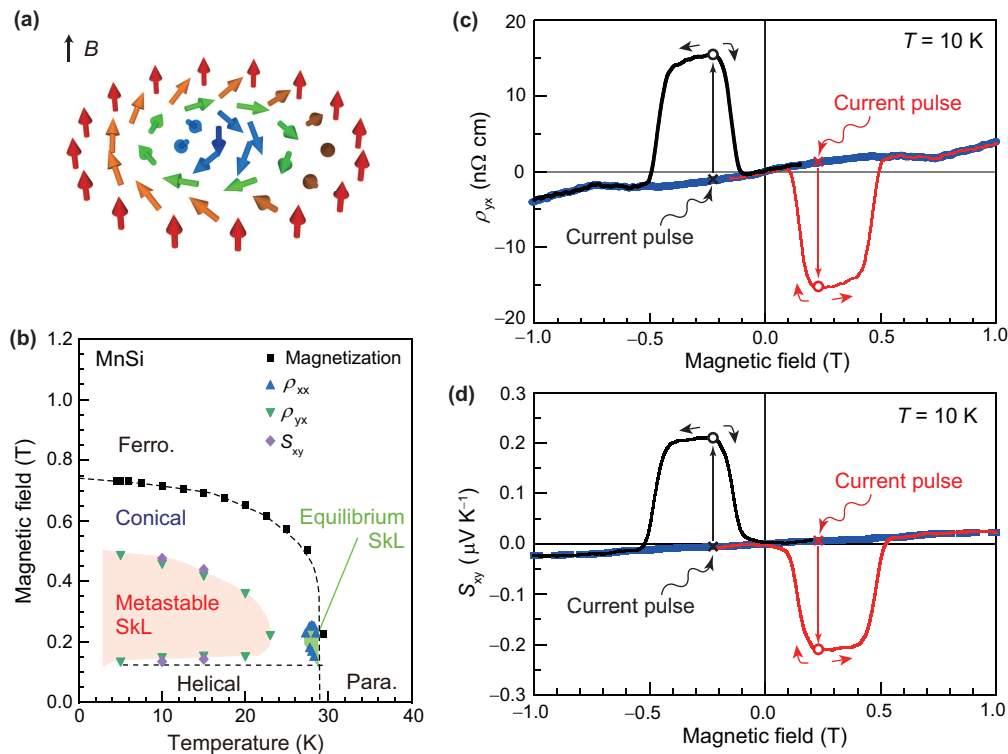 (a)
B
(b)
MnSi
Magnetization
ρxx
ρyx
Sxy
Ferro.
Conical
Equilibrium
SkL
Metastable
SkL
Helical
Para.
1.2
1.0
0.8
0.6
0.4
0.2
0.0
0
10
20
30
40
Magnetic field (T)
Temperature (K)
(c)
T = 10 K
Current pulse
Current pulse
20
10
0
−10
−20
ρyx (nΩ cm)
−1.0
−0.5
0.0
0.5
1.0
Magnetic field (T)
(d)
T = 10 K
Current pulse
Current pulse
0.3
0.2
0.1
0.0
−0.1
−0.2
−0.3
Sxy (μV K−1)
−1.0
−0.5
0.0
0.5
1.0
Magnetic field (T)